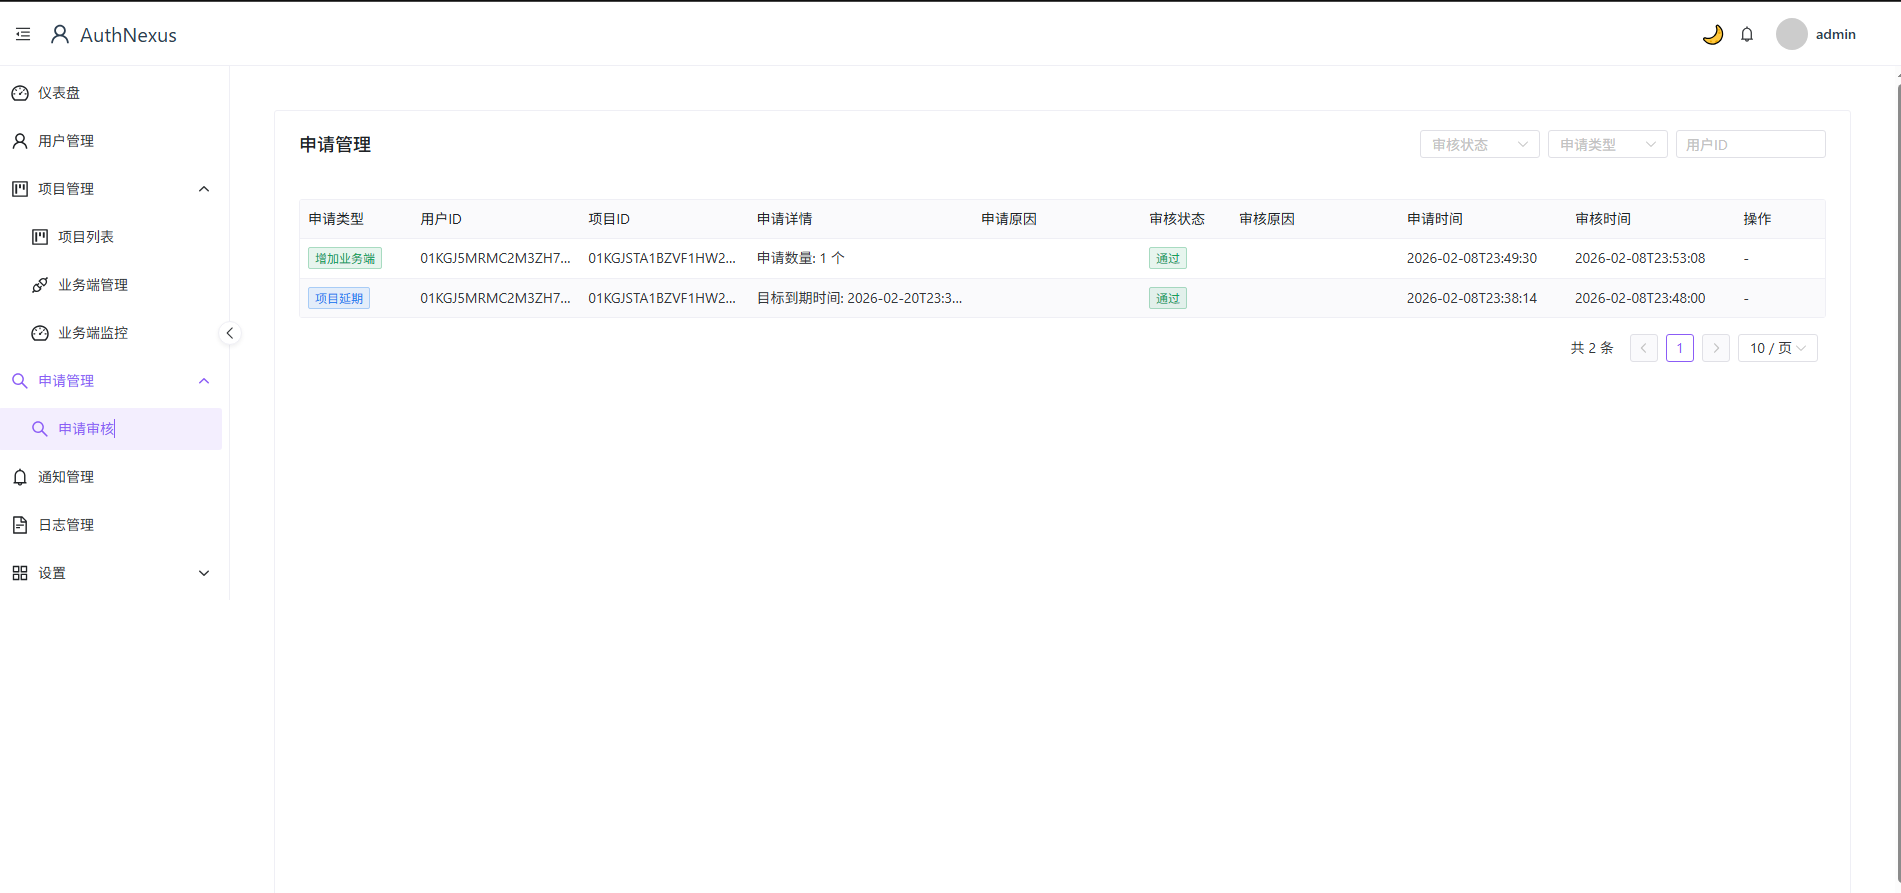 AuthNexus
admin
仪表盘
用户管理
项目管理
项目列表
业务端管理
业务端监控
申请管理
申请审核
通知管理
日志管理
设置
申请管理
审核状态 申请类型 用户ID
申请类型 用户ID 项目ID 申请详情 申请原因 审核状态 审核原因 申请时间 审核时间 操作
增加业务端 01KGJ5MRMC2M3ZH7... 01KGJSTA1BZVF1HW2... 申请数量: 1 个 通过 2026-02-08T23:49:30 2026-02-08T23:53:08 -
项目延期 01KGJ5MRMC2M3ZH7... 01KGJSTA1BZVF1HW2... 目标到期时间: 2026-02-20T23:3... 通过 2026-02-08T23:38:14 2026-02-08T23:48:00 -
共 2 条 1 10 / 页